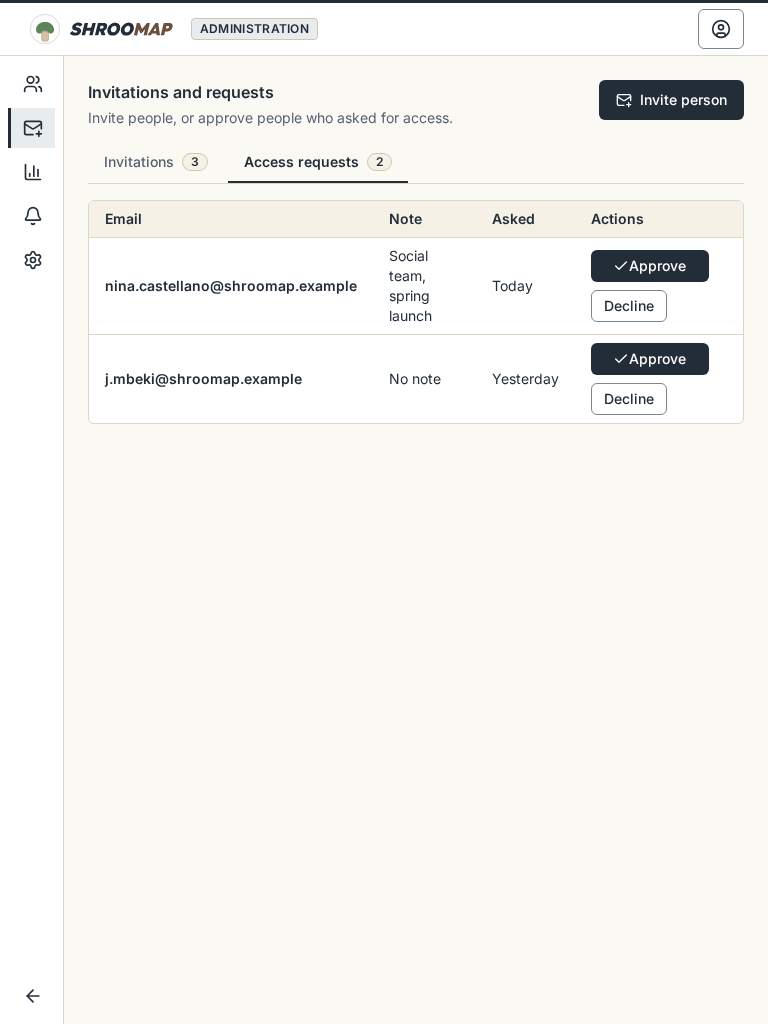 SHROOMAP ADMINISTRATION
Invitations and requests
Invite people, or approve people who asked for access.
Invite person
Invitations 3 Access requests 2
Email Note Asked Actions
nina.castellano@shroomap.example
Social
team,
spring
launch
Today
Approve
Decline
j.mbeki@shroomap.example
No note
Yesterday
Approve
Decline